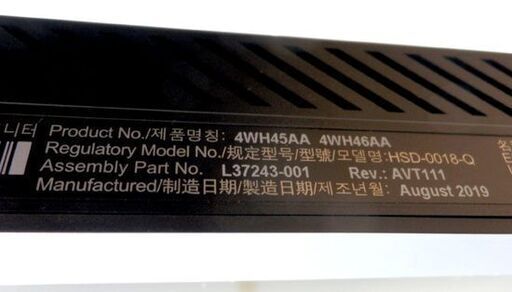 니터
Product No./제품명칭: 4WH45AA 4WH46AA
Regulatory Model No./规定型号/型號/모델명:HSD-0018-Q
Assembly Part No. L37243-001 Rev.: AVT111
Manufactured/制造日期/製造日期/제조년월: August 2019